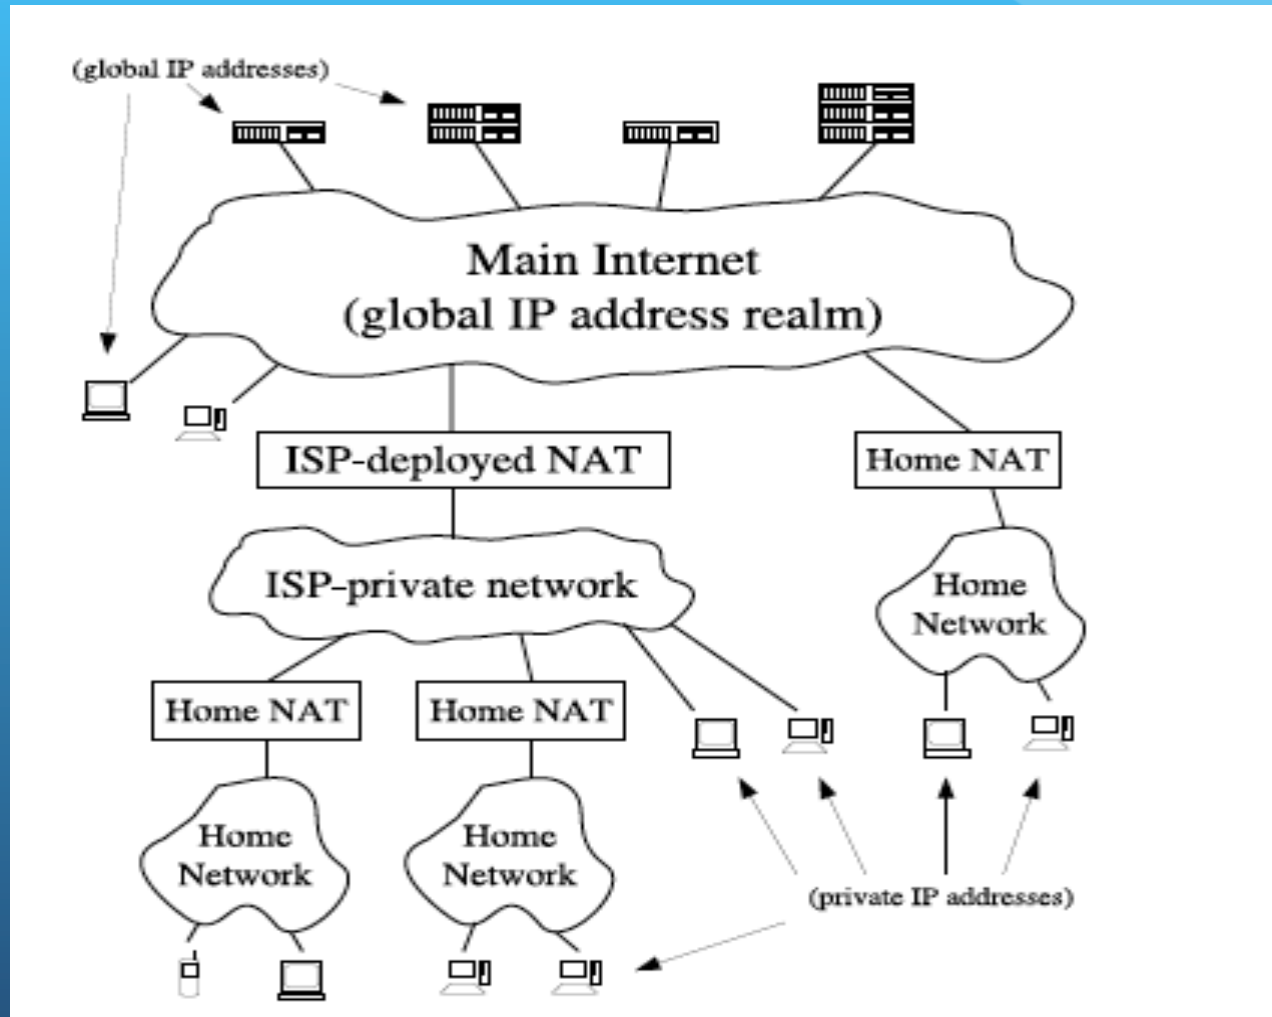 (global IP addresses)
Main Internet
(global IP address realm)
ISP-deployed NAT
Home NAT
ISP-private network
Home
Network
Home NAT
Home NAT
Home
Network
Home
Network
(private IP addresses)